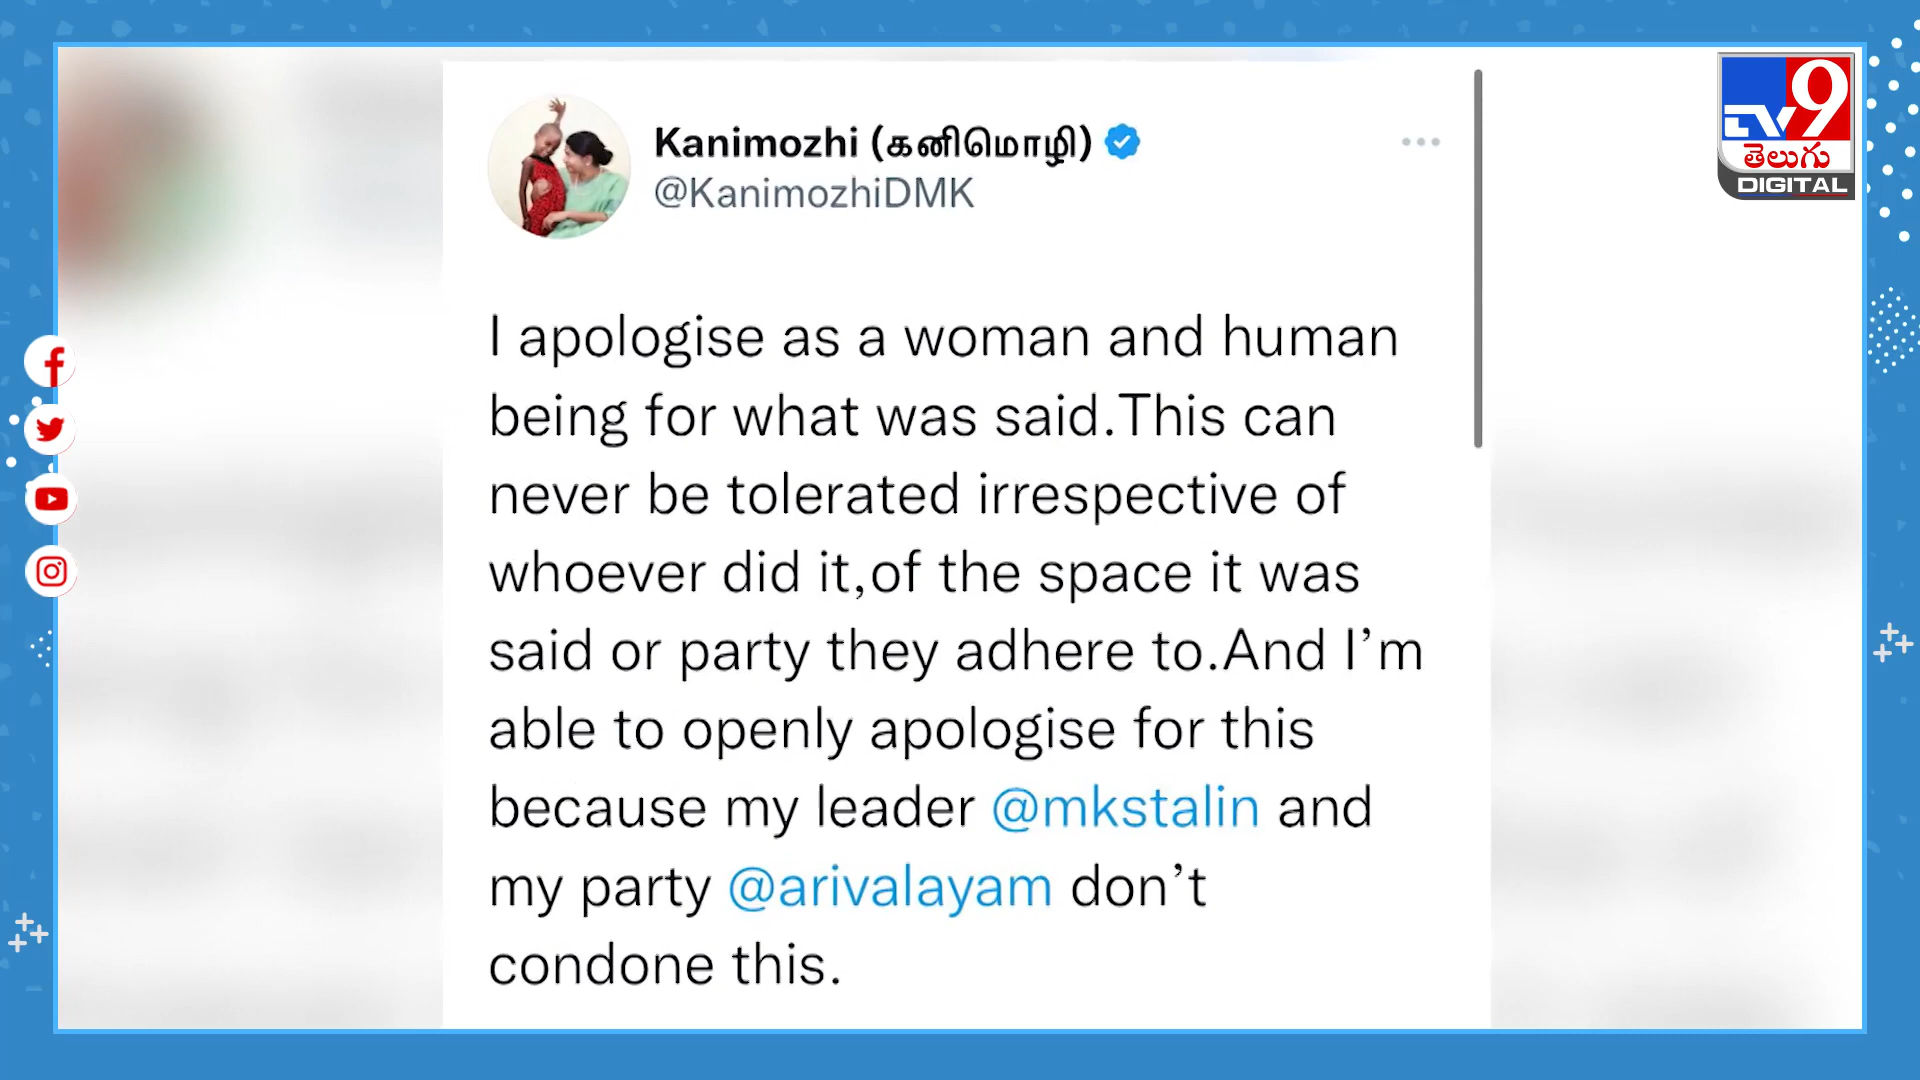 Kanimozhi (கனிமொழி)
@KanimozhiDMK
I apologise as a woman and human
being for what was said.This can
never be tolerated irrespective of
whoever did it,of the space it was
said or party they adhere to.And I’m
able to openly apologise for this
because my leader @mkstalin and
my party @arivalayam don’t
condone this.
TV9
తెలుగు
DIGITAL